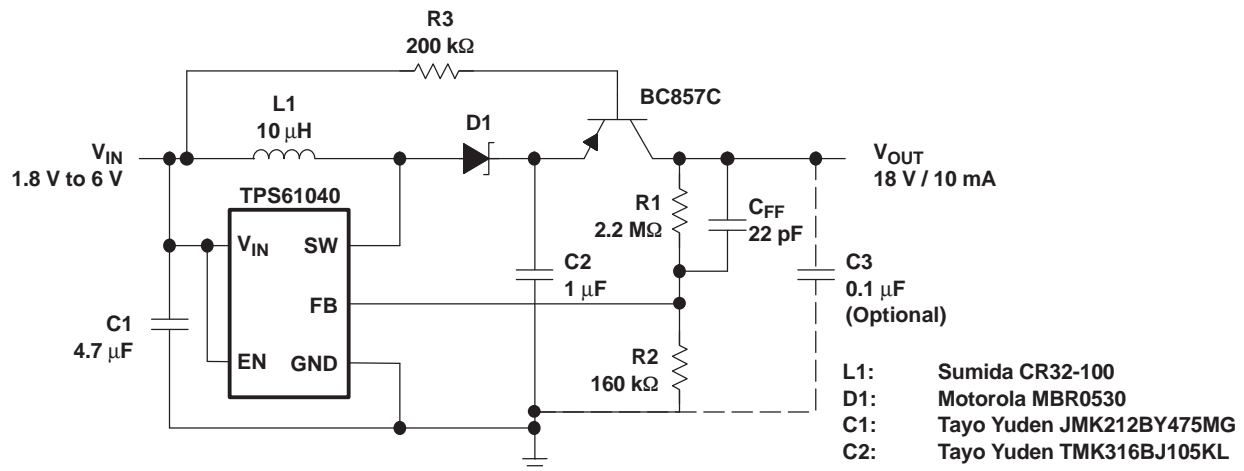 R3
200 kΩ
BC857C
L1
10 μH
D1
VIN
1.8 V to 6 V
VOUT
18 V / 10 mA
TPS61040
VIN
SW
FB
EN
GND
R1
2.2 MΩ
CFF
22 pF
C2
1 μF
C3
0.1 μF
(Optional)
C1
4.7 μF
R2
160 kΩ
L1: Sumida CR32-100
D1: Motorola MBR0530
C1: Tayo Yuden JMK212BY475MG
C2: Tayo Yuden TMK316BJ105KL